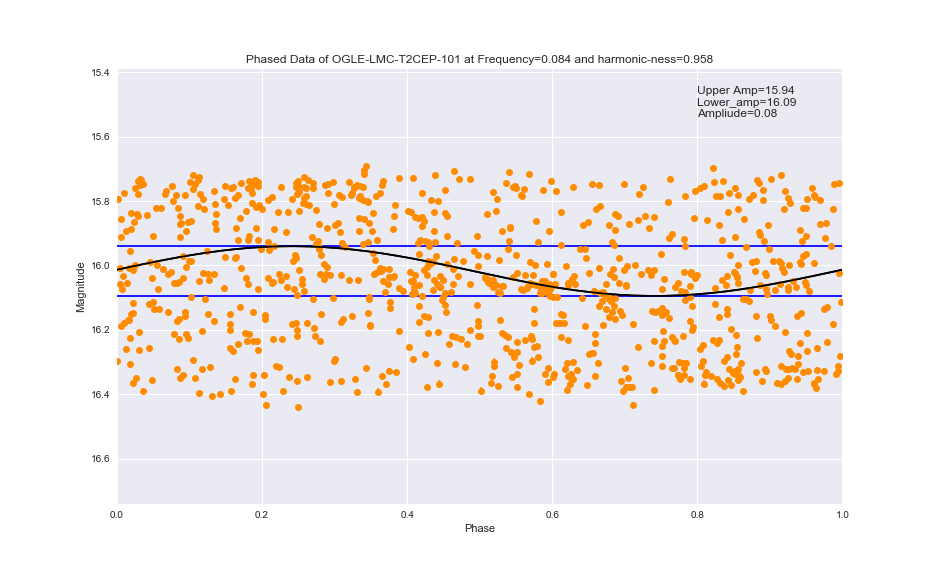 Phased Data of OGLE-LMC-T2CEP-101 at Frequency=0.084 and harmonic-ness=0.958
Upper Amp=15.94
Lower_amp=16.09
Ampliude=0.08
15.4
15.6
15.8
16.0
16.2
16.4
16.6
Magnitude
0.0
0.2
0.4
0.6
0.8
1.0
Phase